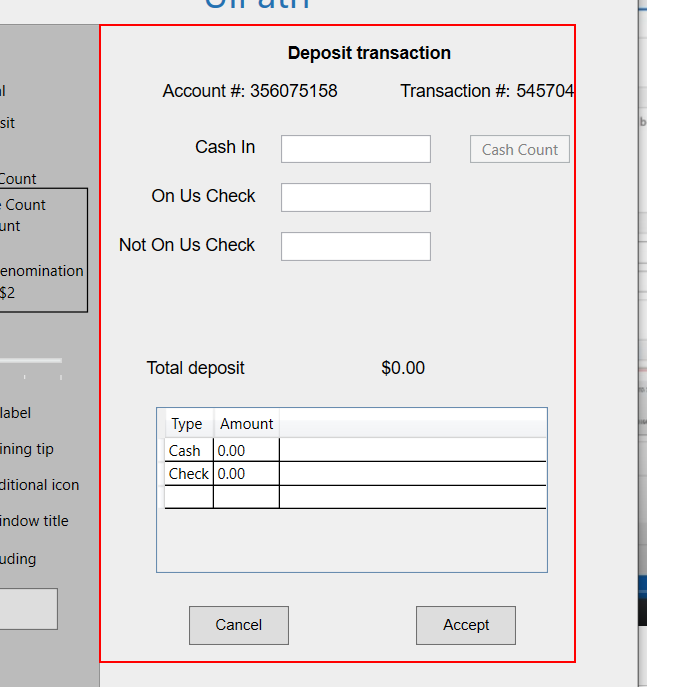 UiPath
Deposit transaction
Account #: 356075158 Transaction #: 545704
Cash In Cash Count
On Us Check
Not On Us Check
Total deposit $0.00
Type Amount
Cash 0.00
Check 0.00
Cancel Accept
sit
Count
Count
unt
enomination
$2
label
ining tip
ditional icon
indow title
uding